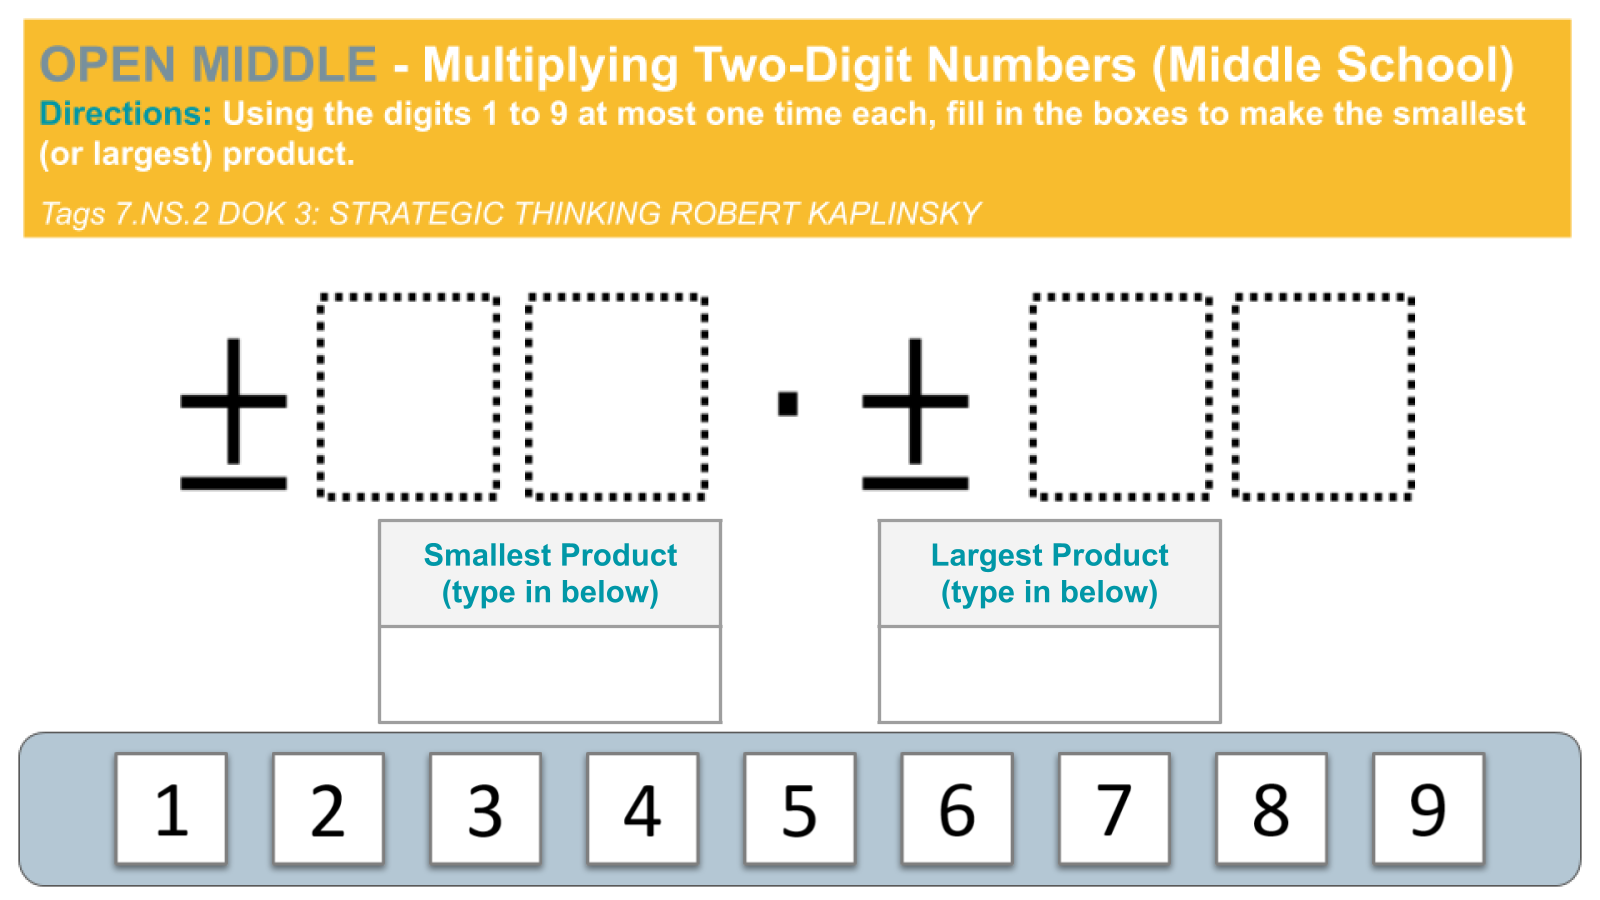 OPEN MIDDLE - Multiplying Two-Digit Numbers (Middle School)
Directions: Using the digits 1 to 9 at most one time each, fill in the boxes to make the smallest
(or largest) product.
Tags 7.NS.2 DOK 3: STRATEGIC THINKING ROBERT KAPLINSKY
± · ±
Smallest Product
(type in below)
Largest Product
(type in below)
1 2 3 4 5 6 7 8 9